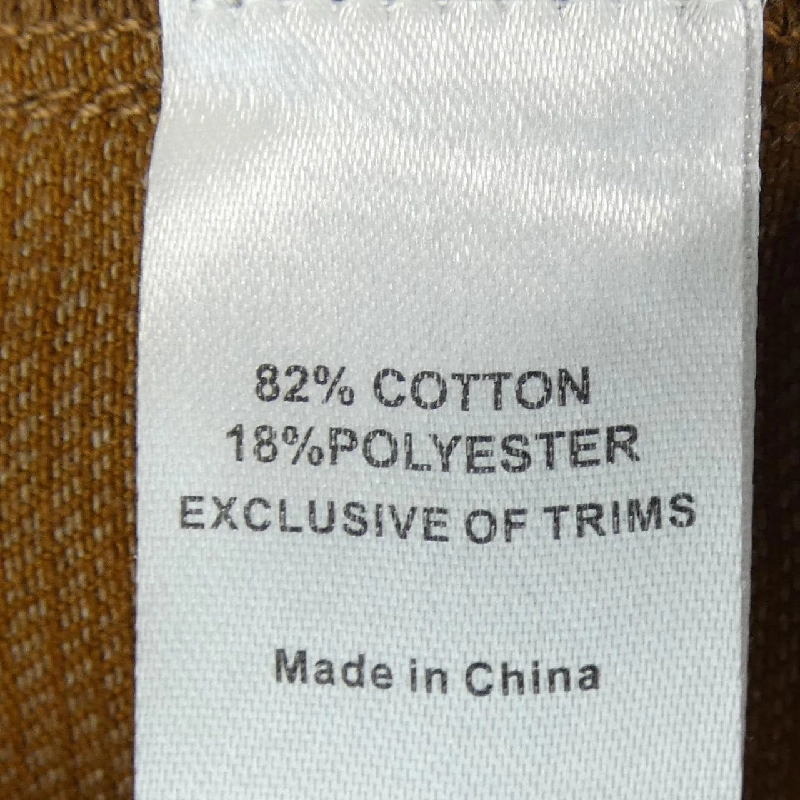 82% COTTON
18%POLYESTER
EXCLUSIVE OF TRIMS
Made in China